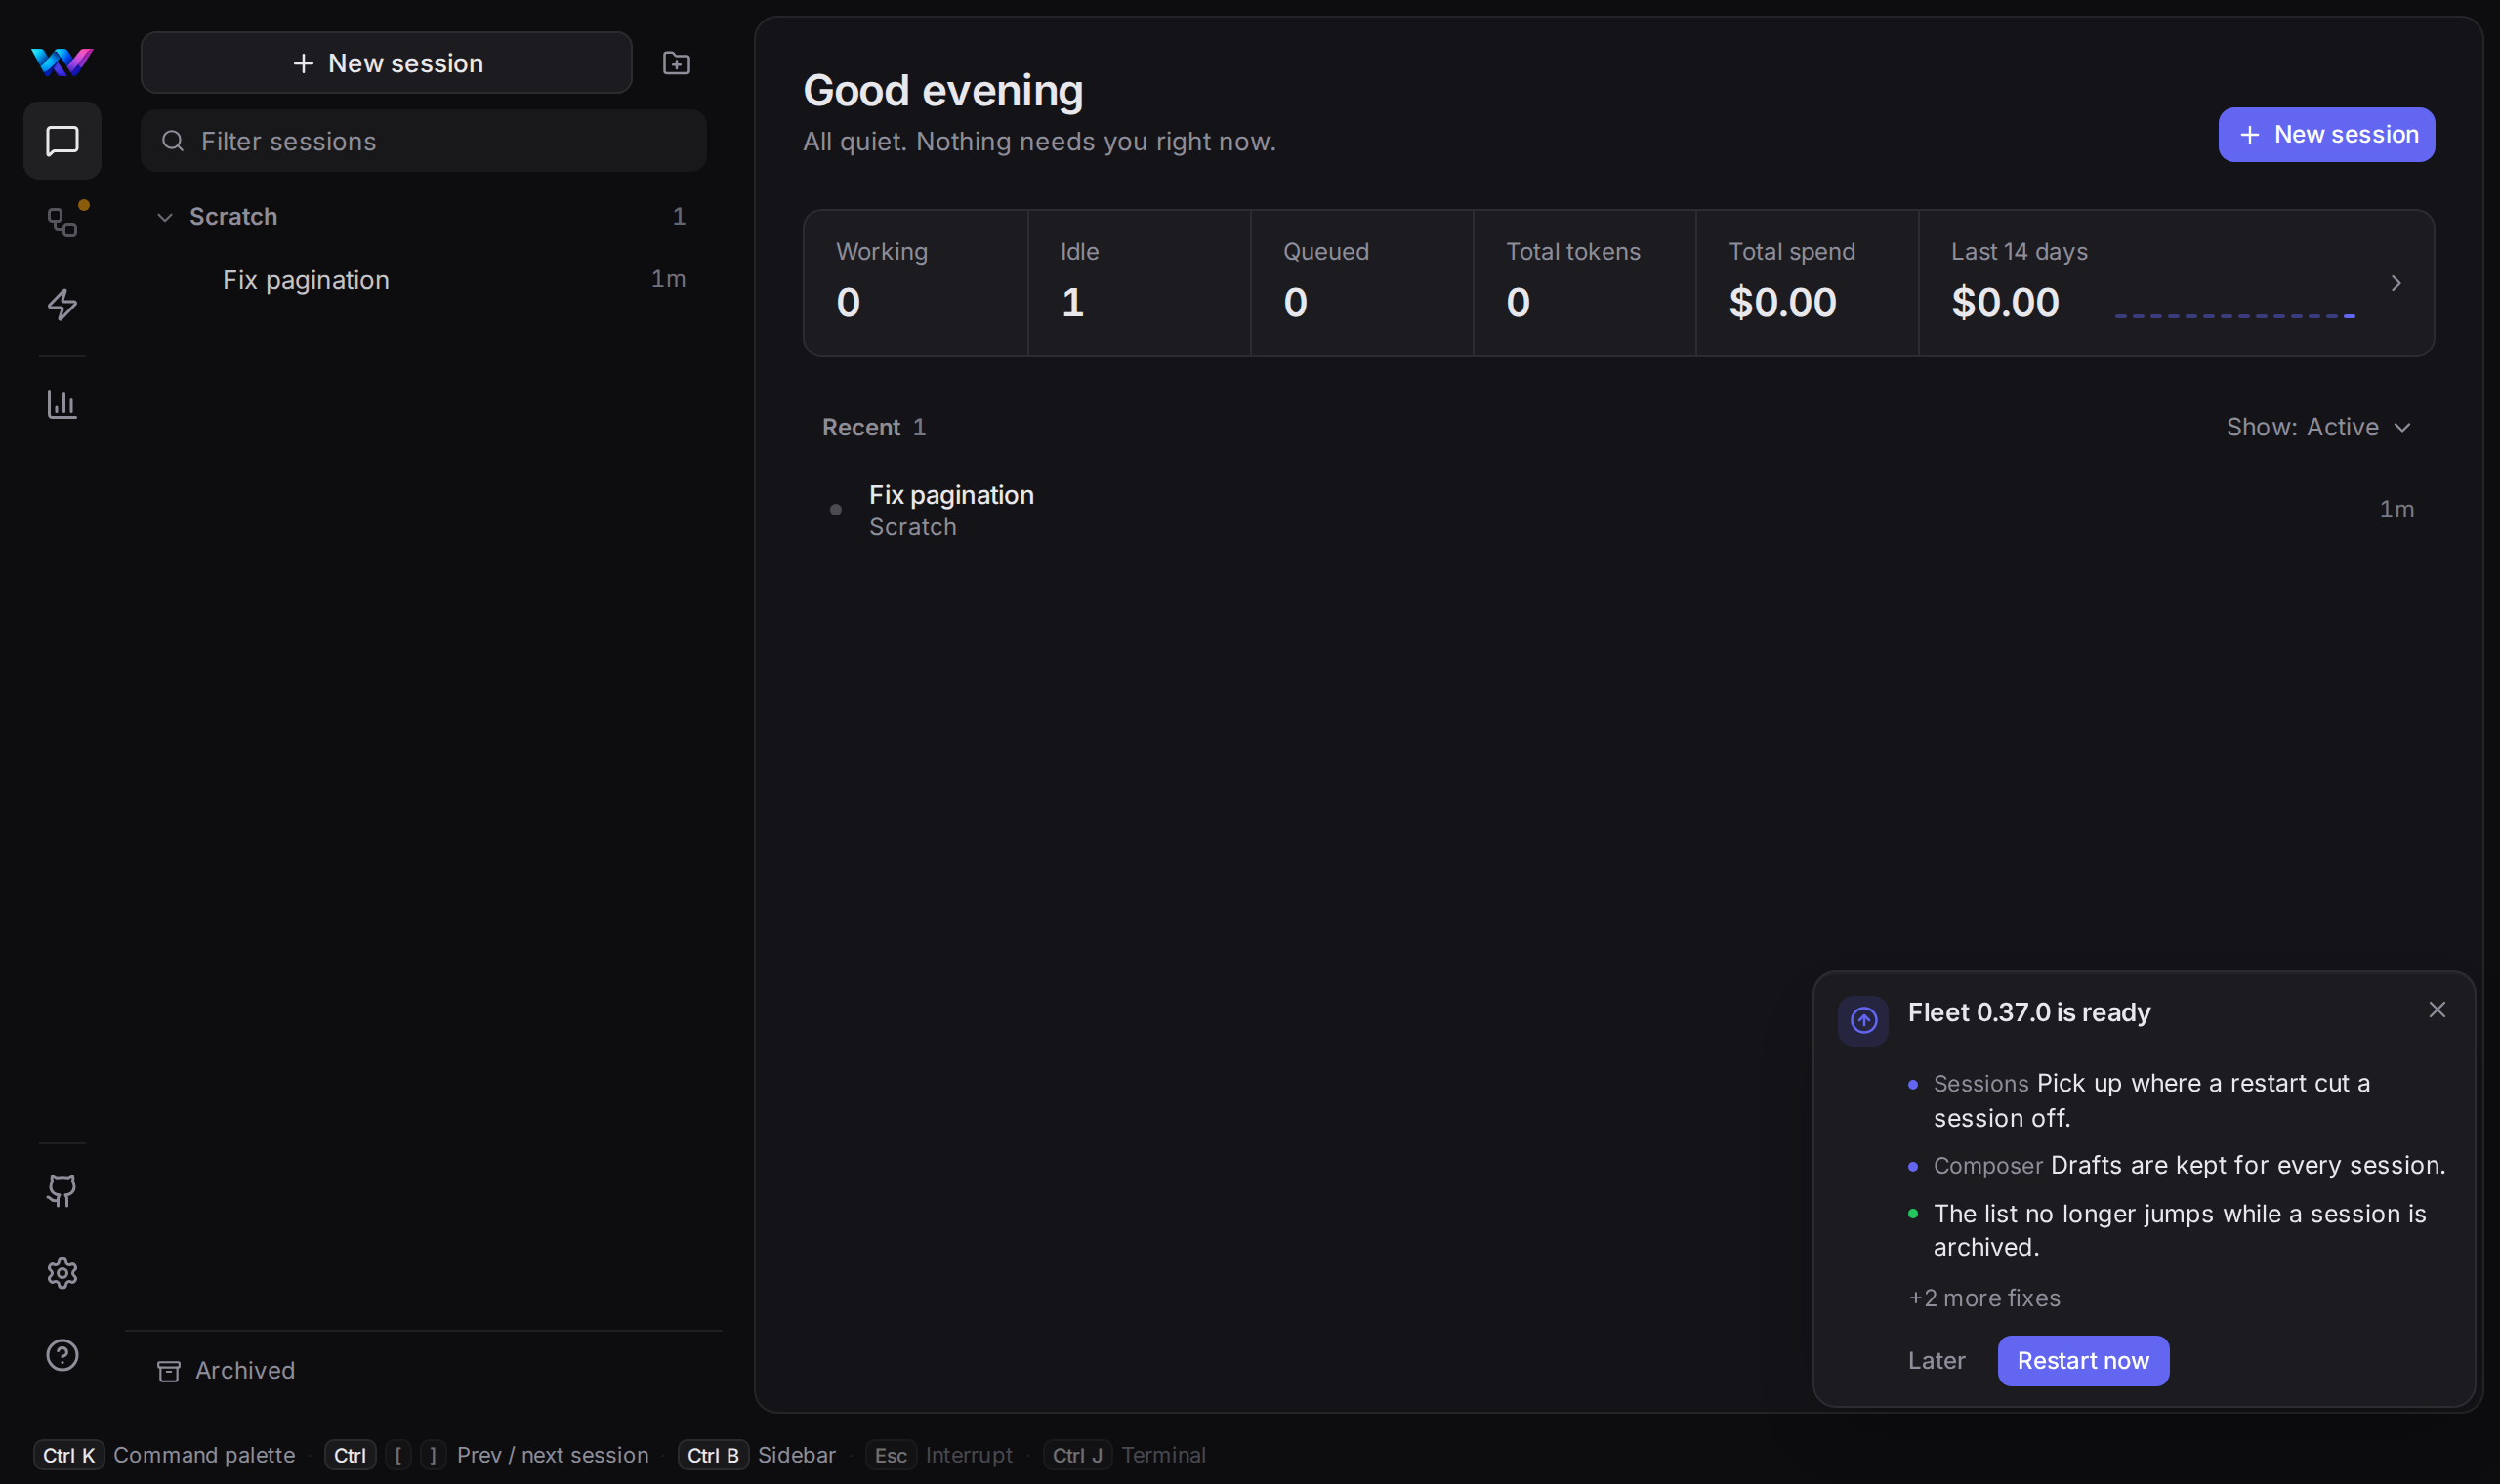 New session
Filter sessions
Scratch 1
Fix pagination 1m
Archived
Good evening
All quiet. Nothing needs you right now.
New session
Working
0
Idle
1
Queued
0
Total tokens
0
Total spend
$0.00
Last 14 days
$0.00
Recent 1
Show: Active
Fix pagination
Scratch
1m
Fleet 0.37.0 is ready
Sessions Pick up where a restart cut a
session off.
Composer Drafts are kept for every session.
The list no longer jumps while a session is
archived.
+2 more fixes
Later
Restart now
Ctrl K Command palette · Ctrl [ ] Prev / next session · Ctrl B Sidebar · Esc Interrupt · Ctrl J Terminal